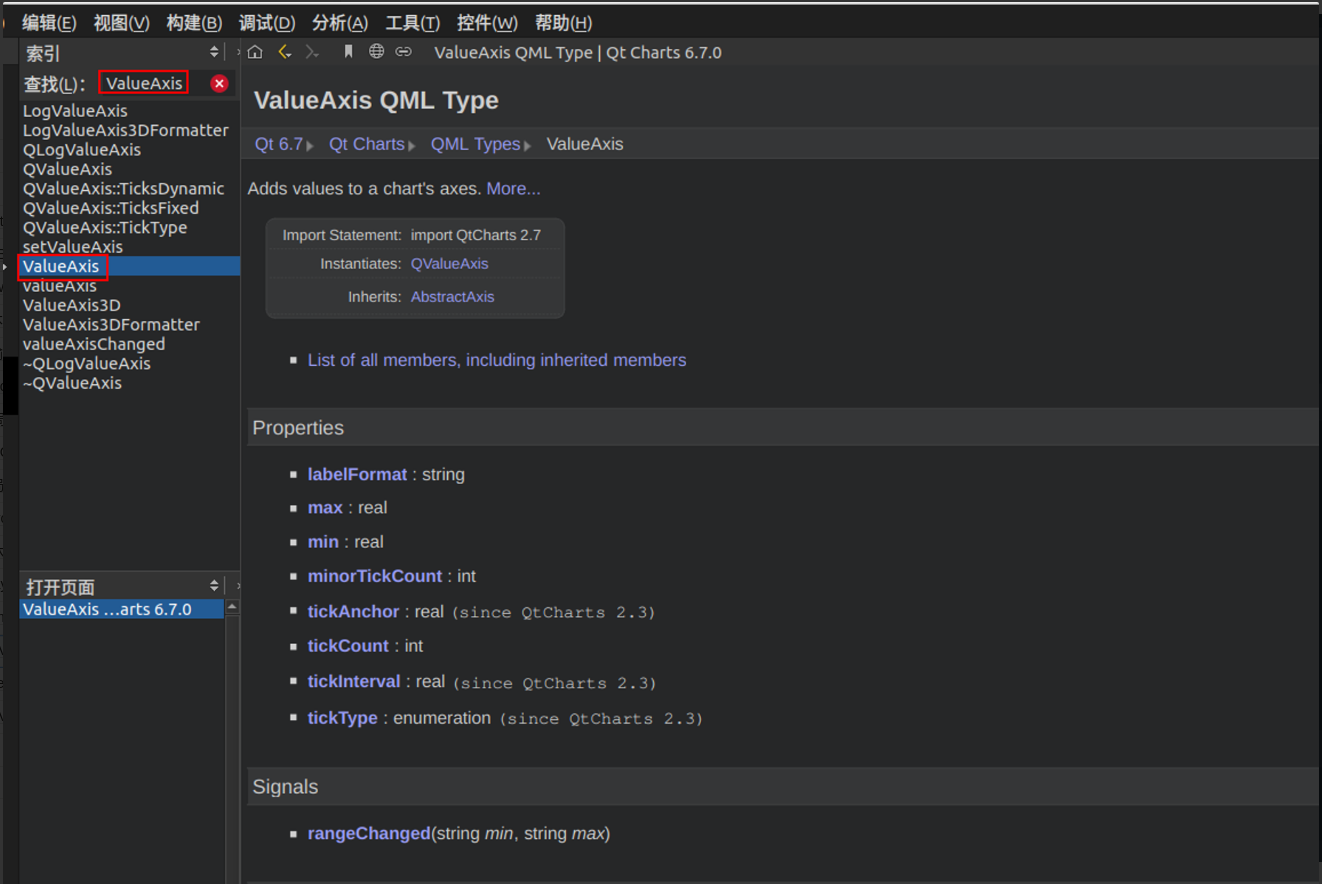 编辑(E) 视图(V) 构建(B) 调试(D) 分析(A) 工具(T) 控件(W) 帮助(H)
索引
ValueAxis QML Type | Qt Charts 6.7.0
查找(L): ValueAxis
LogValueAxis
LogValueAxis3DFormatter
QLogValueAxis
QValueAxis
QValueAxis::TicksDynamic
QValueAxis::TicksFixed
QValueAxis::TickType
setValueAxis
ValueAxis
valueAxis
ValueAxis3D
ValueAxis3DFormatter
valueAxisChanged
~QLogValueAxis
~QValueAxis
打开页面
ValueAxis ...arts 6.7.0
ValueAxis QML Type
Qt 6.7 Qt Charts QML Types ValueAxis
Adds values to a chart's axes. More...
Import Statement: import QtCharts 2.7
Instantiates: QValueAxis
Inherits: AbstractAxis
List of all members, including inherited members
Properties
labelFormat : string
max : real
min : real
minorTickCount : int
tickAnchor : real (since QtCharts 2.3)
tickCount : int
tickInterval : real (since QtCharts 2.3)
tickType : enumeration (since QtCharts 2.3)
Signals
rangeChanged(string min, string max)